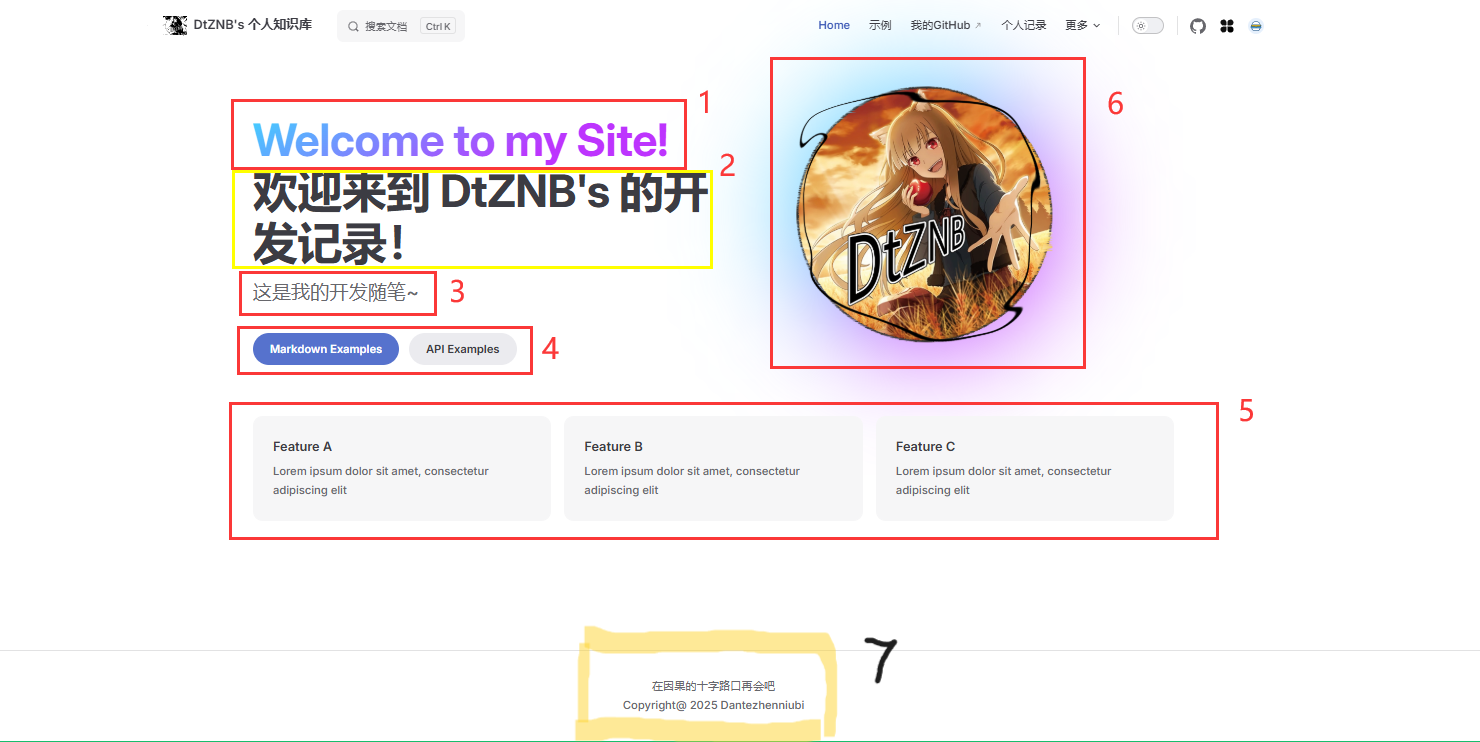 DtZNB's 个人知识库
搜索文档 Ctrl K
Home 示例 我的GitHub 个人记录 更多
1
Welcome to my Site!
2
欢迎来到 DtZNB's 的开
发记录！
3
这是我的开发随笔~
4
Markdown Examples API Examples
6
DtZNB
5
Feature A
Lorem ipsum dolor sit amet, consectetur
adipiscing elit
Feature B
Lorem ipsum dolor sit amet, consectetur
adipiscing elit
Feature C
Lorem ipsum dolor sit amet, consectetur
adipiscing elit
7
在因果的十字路口再会吧
Copyright@ 2025 Dantezhenniubi